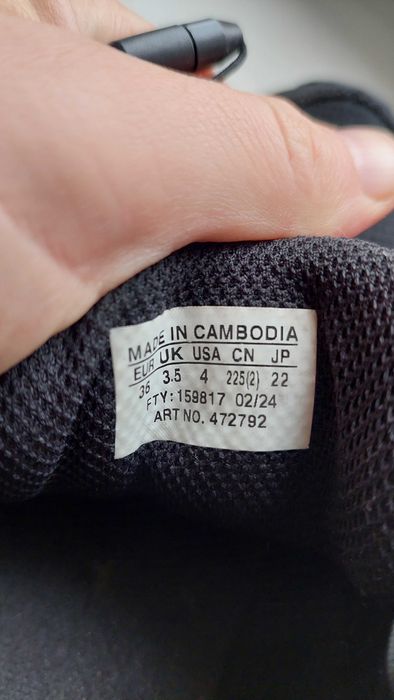 MADE IN CAMBODIA
EUR UK USA CN JP
36 3.5 4 225(2) 22
FTY: 159817 02/24
ART NO. 472792